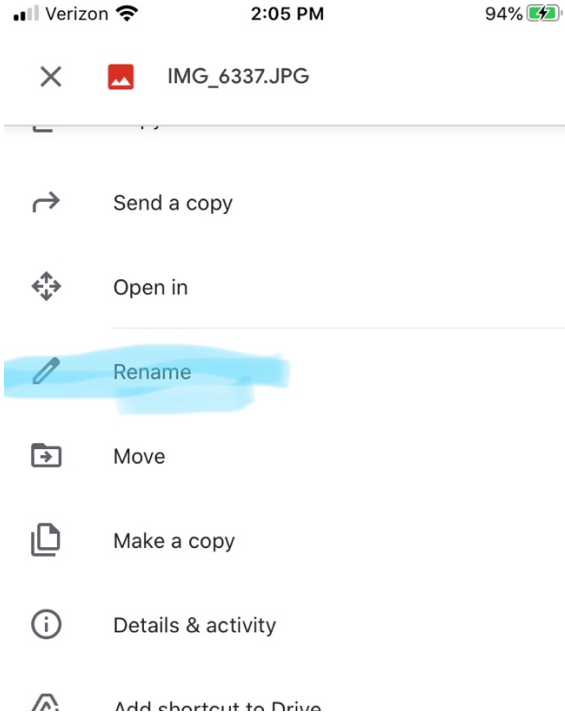 Verizon 2:05 PM 94%
IMG_6337.JPG
Send a copy
Open in
Rename
Move
Make a copy
Details & activity
Add shortcut to Drive